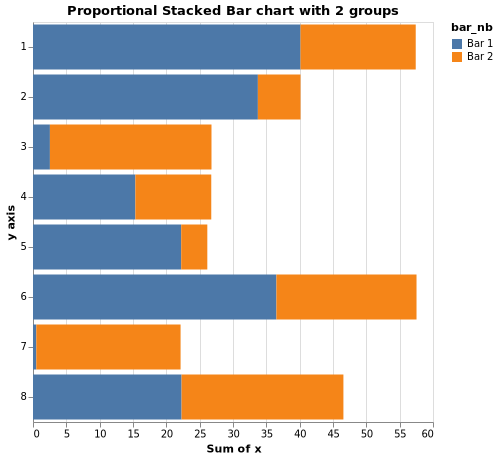 Proportional Stacked Bar chart with 2 groups
bar_nb
Bar 1
Bar 2
y axis
1
2
3
4
5
6
7
8
0 5 10 15 20 25 30 35 40 45 50 55 60
Sum of x